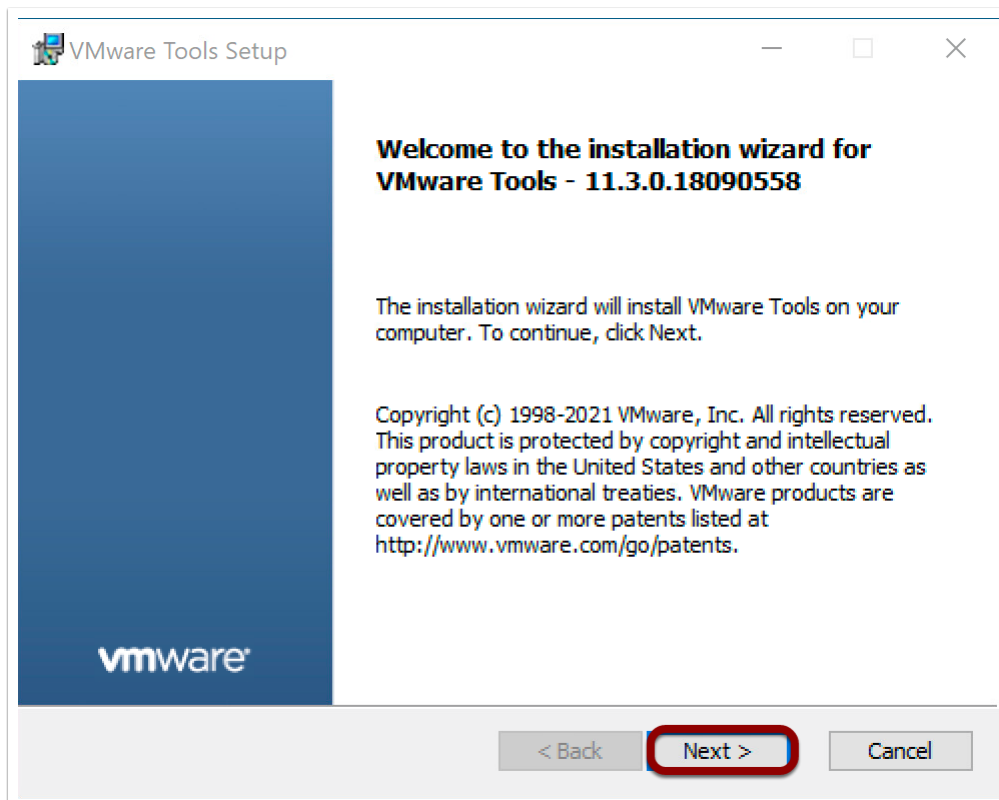 VMware Tools Setup
Welcome to the installation wizard for
VMware Tools - 11.3.0.18090558
The installation wizard will install VMware Tools on your
computer. To continue, click Next.
Copyright (c) 1998-2021 VMware, Inc. All rights reserved.
This product is protected by copyright and intellectual
property laws in the United States and other countries as
well as by international treaties. VMware products are
covered by one or more patents listed at
http://www.vmware.com/go/patents.
vmware®
< Back Next > Cancel